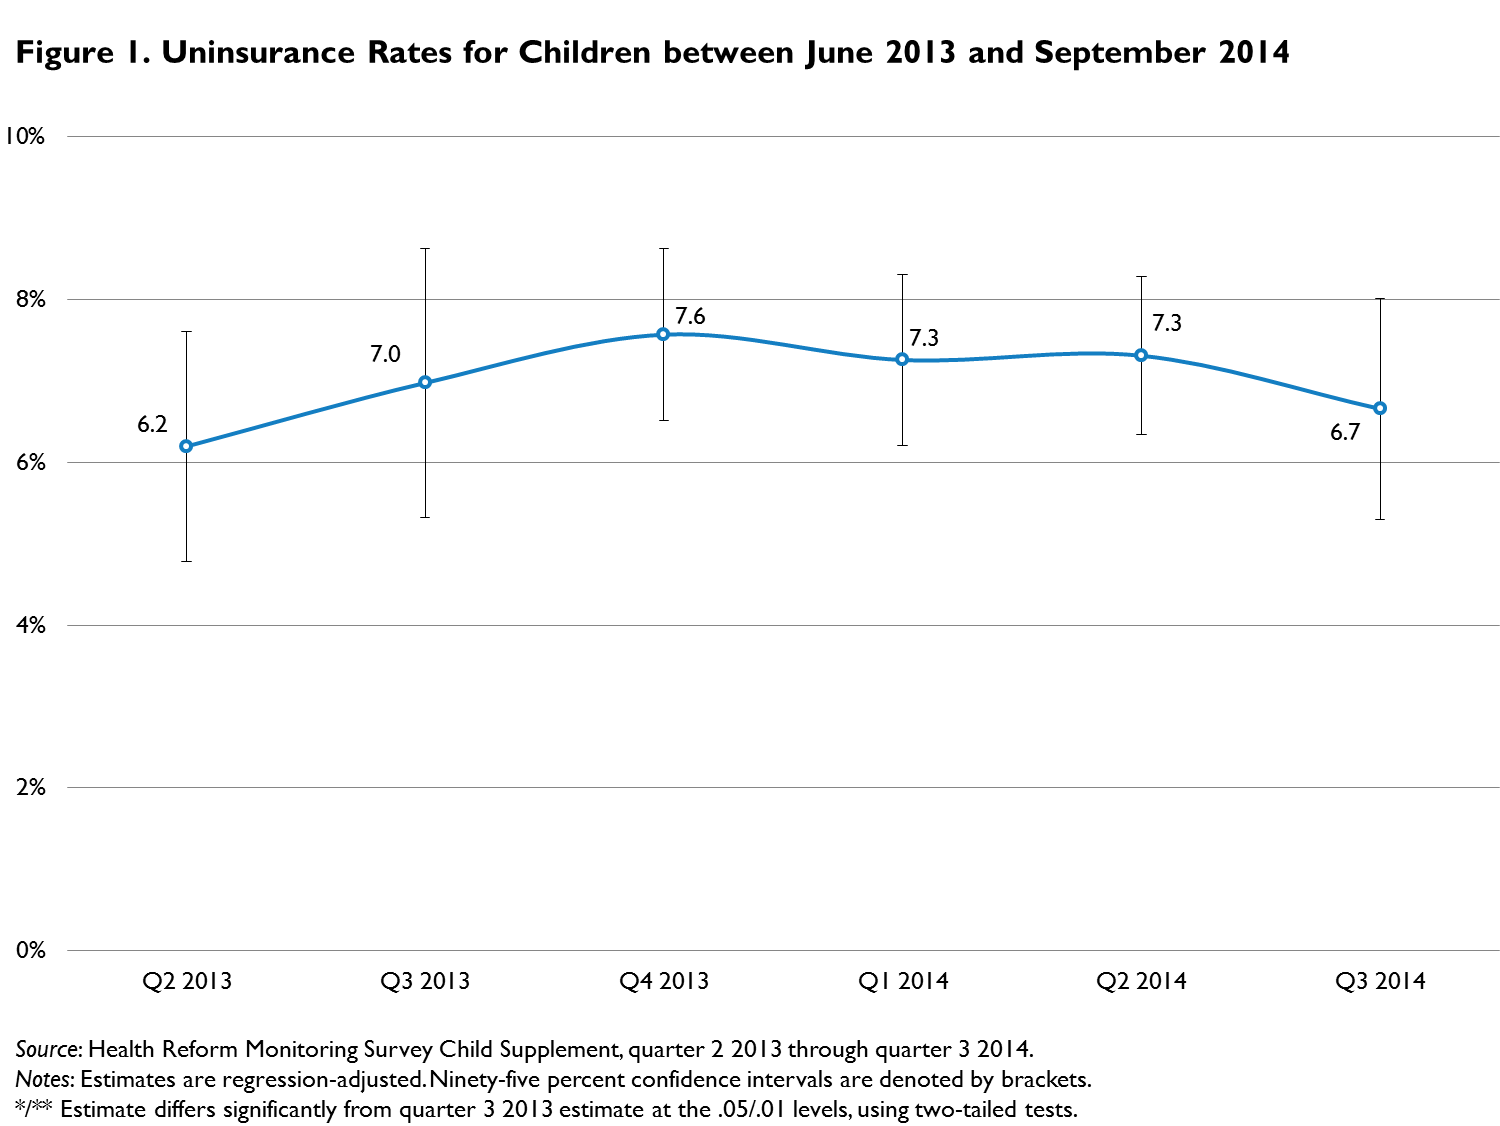 Figure 1. Uninsurance Rates for Children between June 2013 and September 2014
10%
8%
6%
4%
2%
0%
6.2
7.0
7.6
7.3
7.3
6.7
Q2 2013
Q3 2013
Q4 2013
Q1 2014
Q2 2014
Q3 2014
Source: Health Reform Monitoring Survey Child Supplement, quarter 2 2013 through quarter 3 2014.
Notes: Estimates are regression-adjusted. Ninety-five percent confidence intervals are denoted by brackets.
*/** Estimate differs significantly from quarter 3 2013 estimate at the .05/.01 levels, using two-tailed tests.